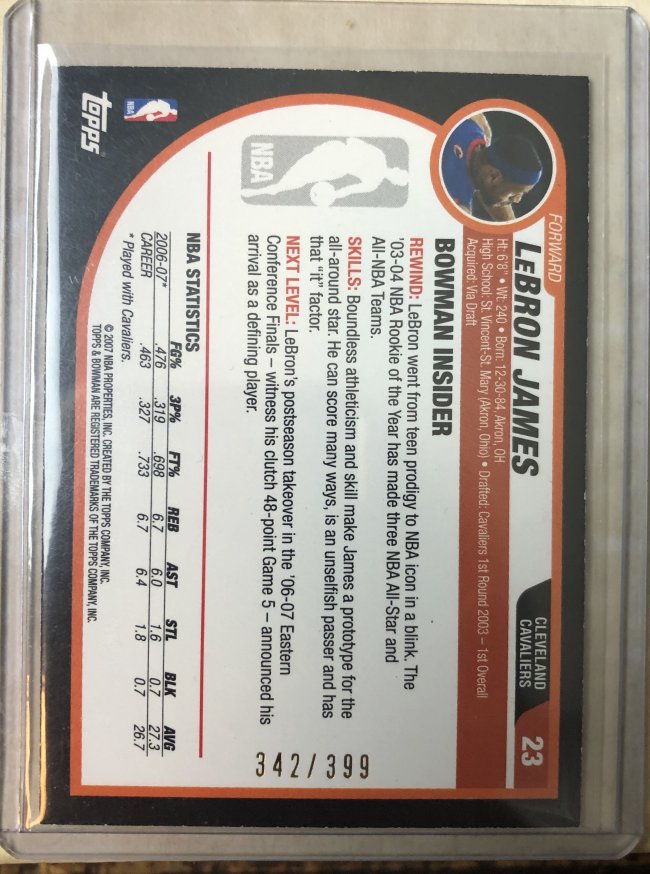 FORWARD
LeBRON JAMES
CLEVELAND
CAVALIERS
23
Ht: 6'8" • Wt: 240 • Born: 12-30-84, Akron, OH
High School: St. Vincent-St. Mary (Akron, Ohio) • Drafted: Cavaliers 1st Round 2003 – 1st Overall
Acquired: Via Draft
BOWMAN INSIDER
REWIND: LeBron went from teen prodigy to NBA icon in a blink. The
'03-04 NBA Rookie of the Year has made three NBA All-Star and
All-NBA Teams.
SKILLS: Boundless athleticism and skill make James a prototype for the
all-around star. He can score many ways, is an unselfish passer and has
that "it" factor.
NEXT LEVEL: LeBron's postseason takeover in the '06-07 Eastern
Conference Finals – witness his clutch 48-point Game 5 – announced his
arrival as a defining player.
NBA
342/399
NBA STATISTICS
FG% 3P% FT% REB AST STL BLK AVG
2006-07* .476 .319 .698 6.7 6.0 1.6 0.7 27.3
CAREER .463 .327 .733 6.7 6.4 1.8 0.7 26.7
* Played with Cavaliers.
© 2007 NBA PROPERTIES, INC. CREATED BY THE TOPPS COMPANY, INC.
TOPPS & BOWMAN ARE REGISTERED TRADEMARKS OF THE TOPPS COMPANY, INC.
NBA
topps